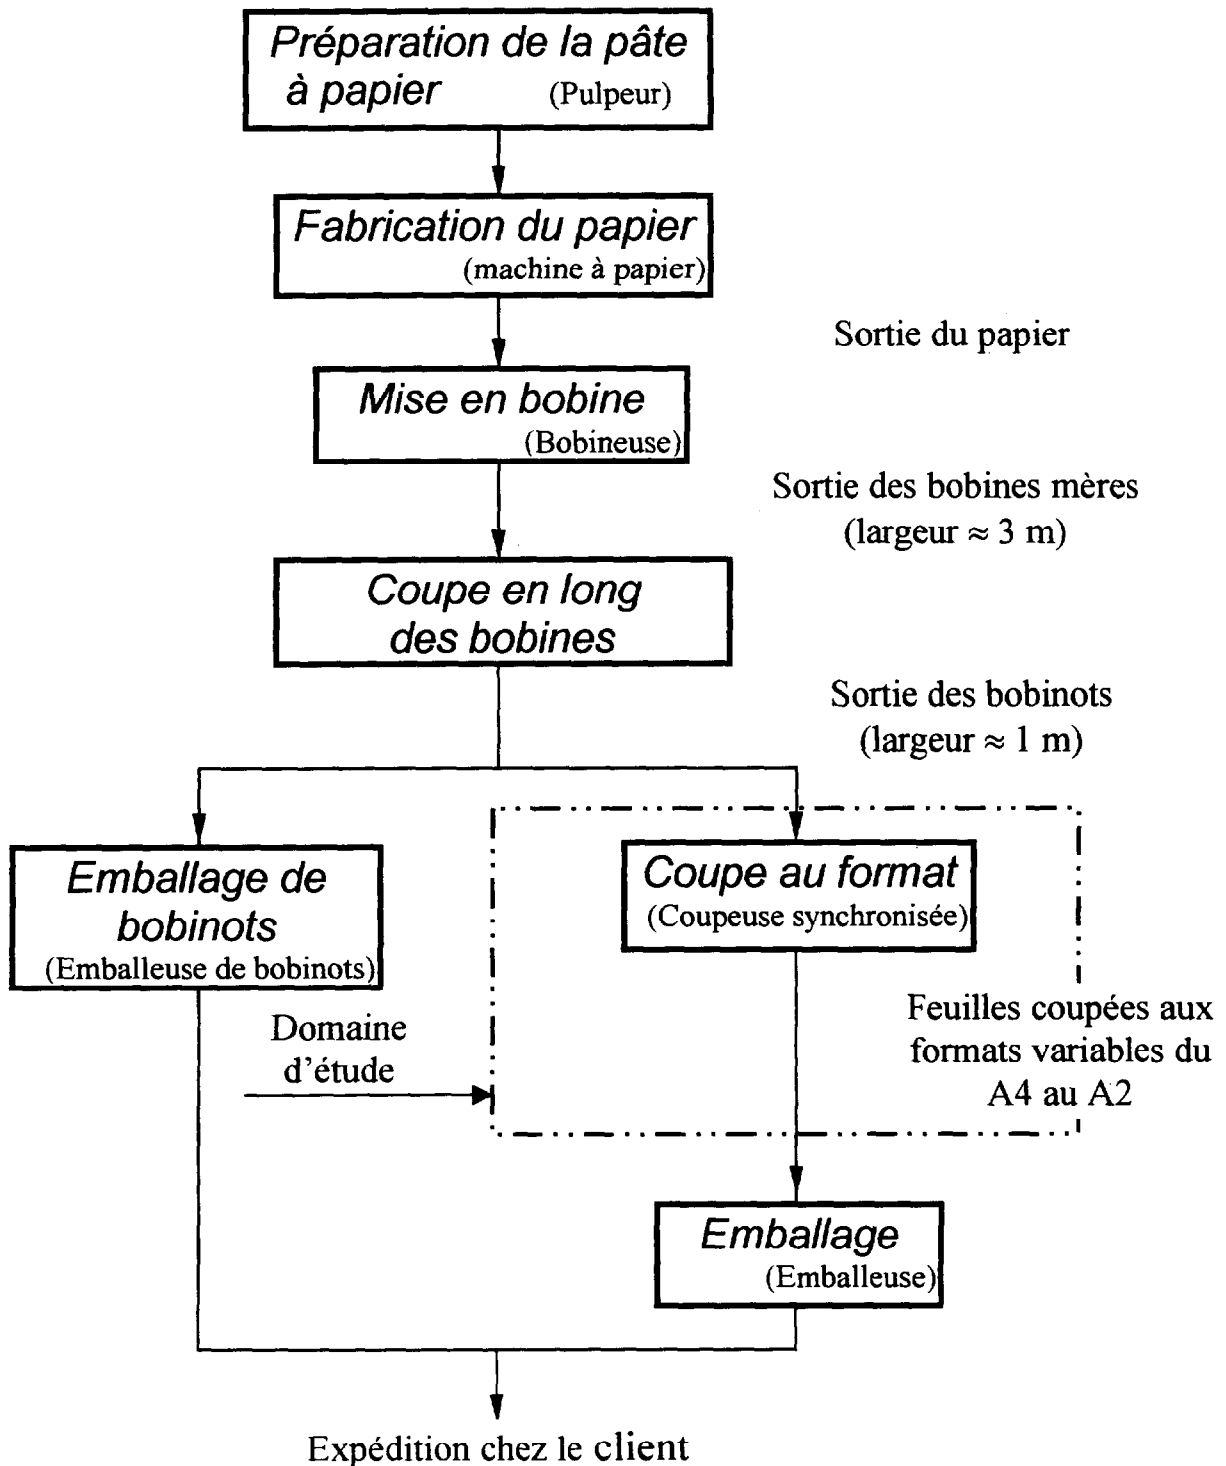 Préparation de la pâte
à papier (Pulpeur)
Fabrication du papier
(machine à papier)
Sortie du papier
Mise en bobine
(Bobineuse)
Sortie des bobines mères
(largeur ≈ 3 m)
Coupe en long
des bobines
Sortie des bobinots
(largeur ≈ 1 m)
Emballage de
bobinots
(Emballeuse de bobinots)
Coupe au format
(Coupeuse synchronisée)
Domaine
d'étude
Feuilles coupées aux
formats variables du
A4 au A2
Emballage
(Emballeuse)
Expédition chez le client